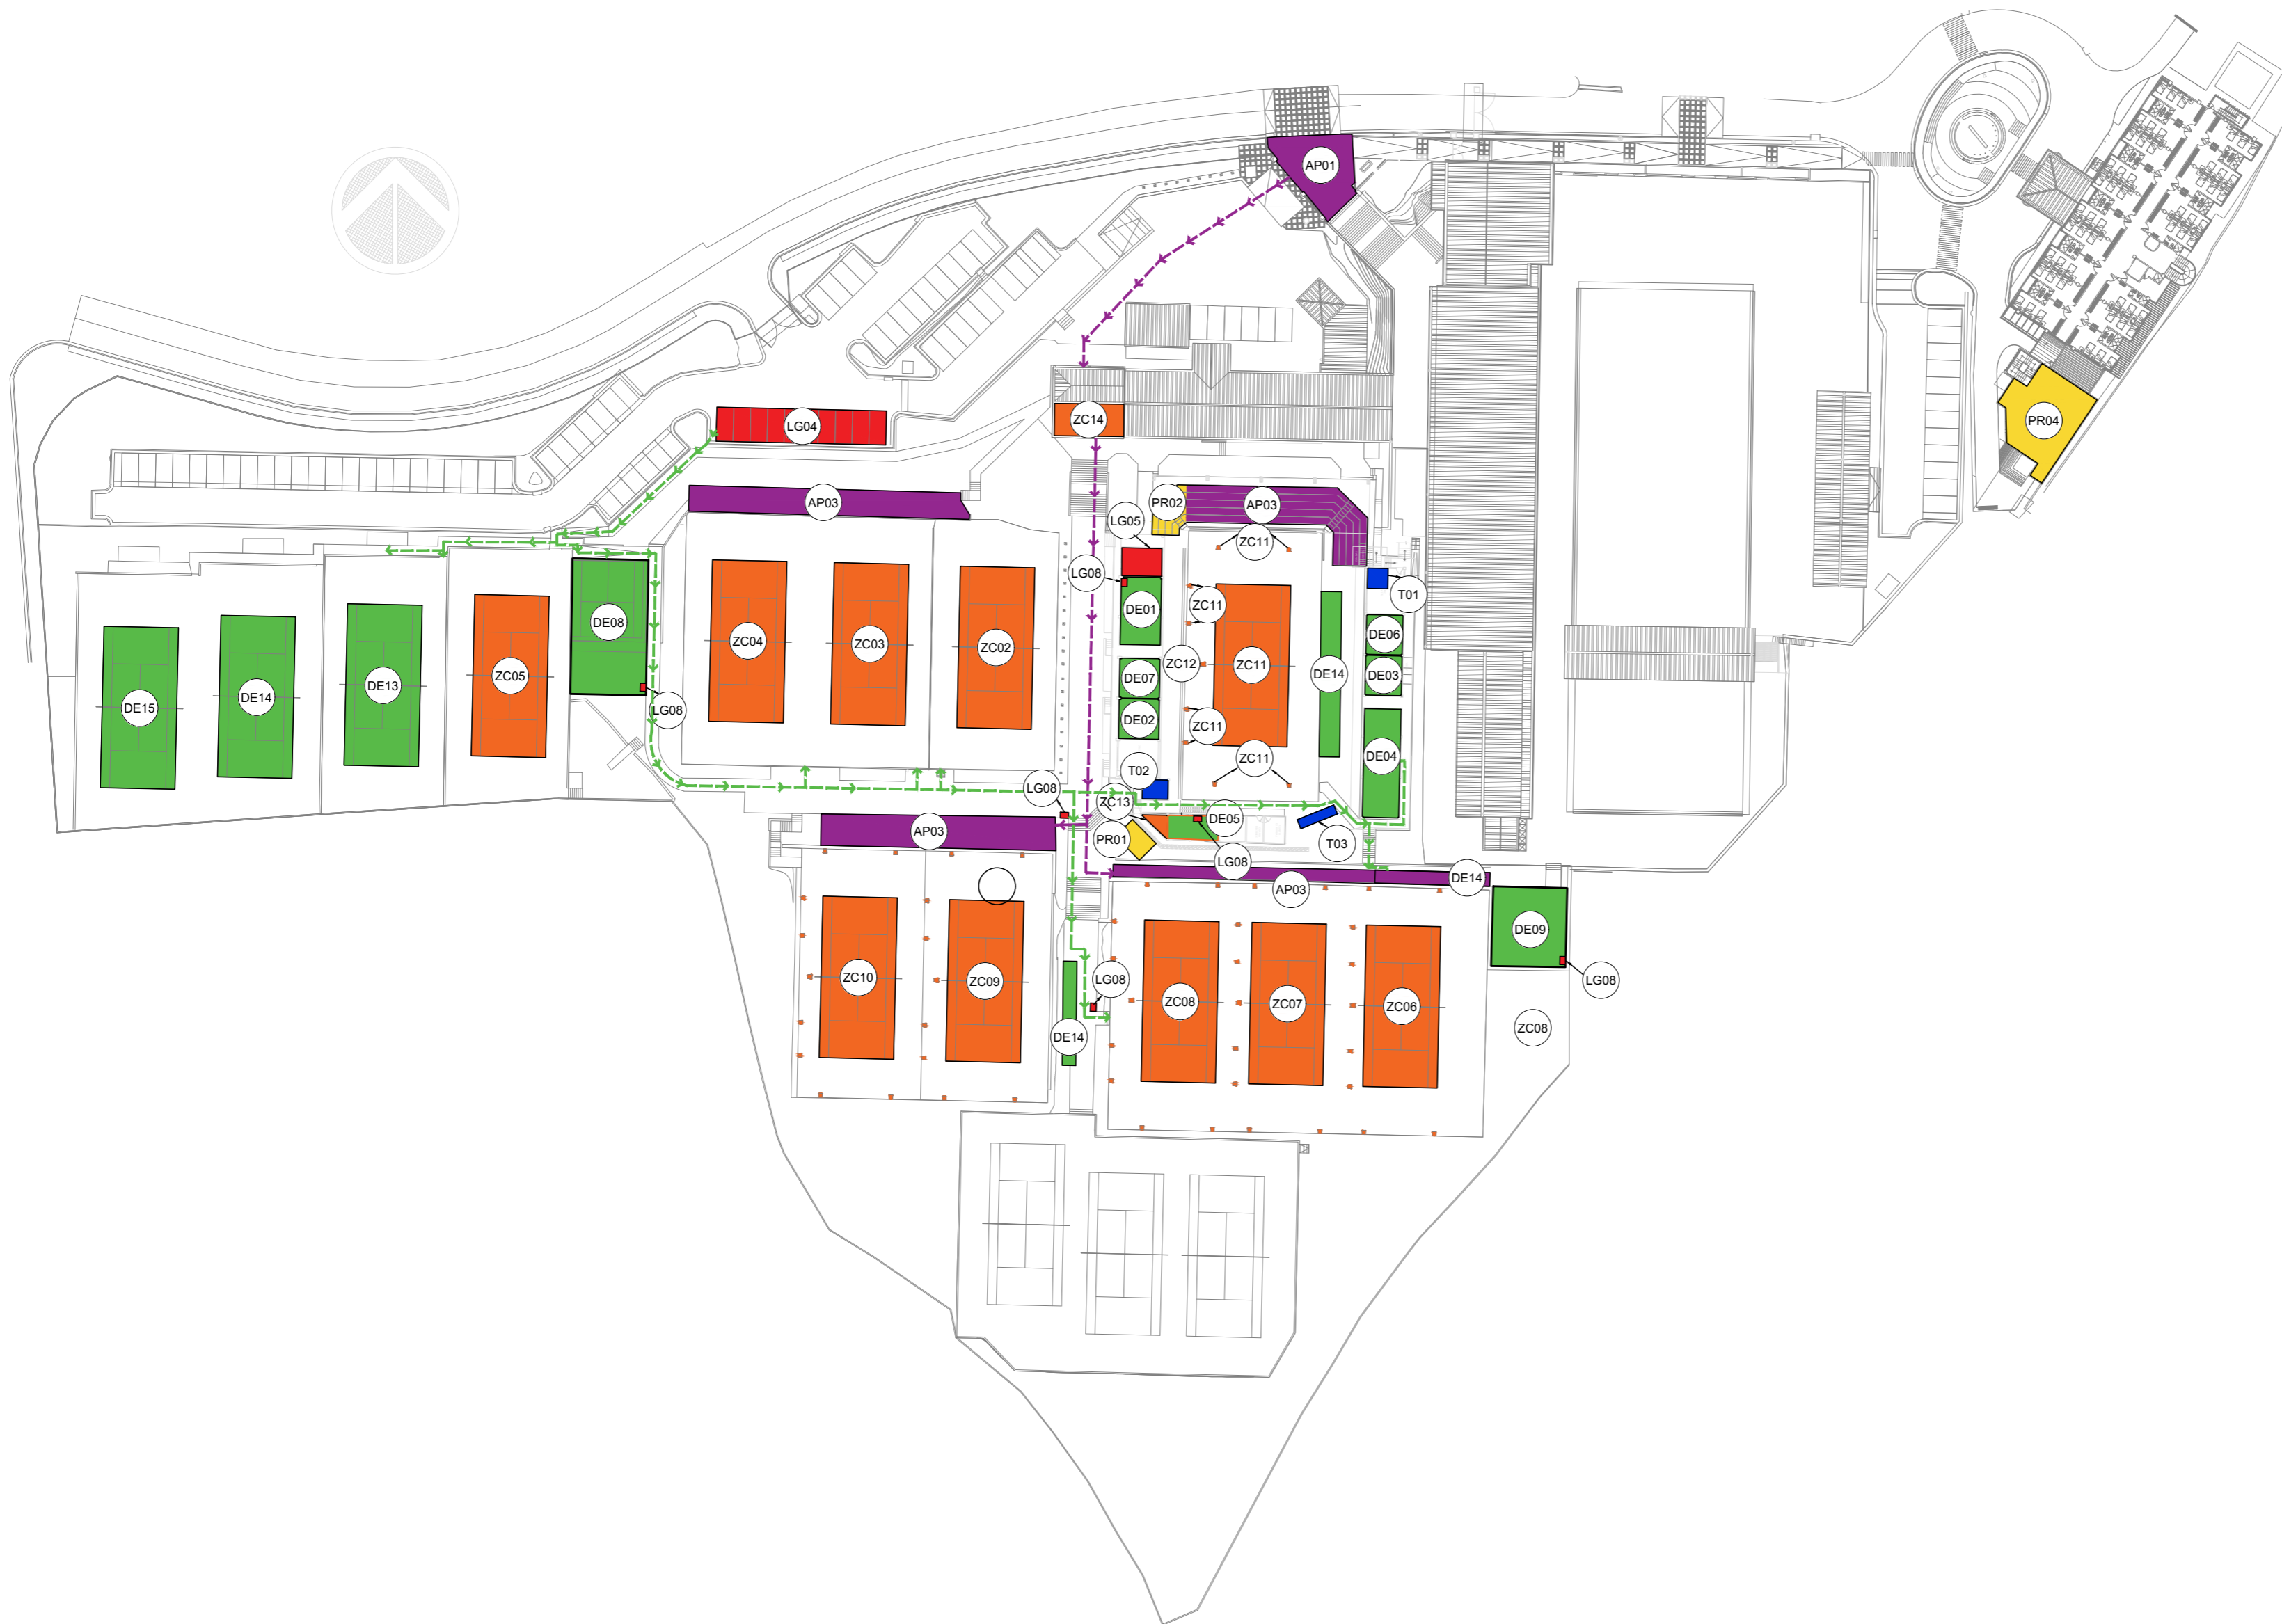 AP01
PR04
ZC14
LG04
AP03
PR02
AP03
LG05
ZC11
LG08
T01
ZC11
DE01
DE08
DE06
ZC04
ZC03
ZC02
ZC12
ZC11
DE14
DE03
ZC05
DE07
DE13
DE14
DE15
LG08
DE02
ZC11
DE04
ZC11
T02
LG08
ZC13
DE05
AP03
PR01
T03
LG08
DE14
AP03
DE09
ZC10
ZC09
LG08
LG08
ZC08
ZC07
ZC06
ZC08
DE14